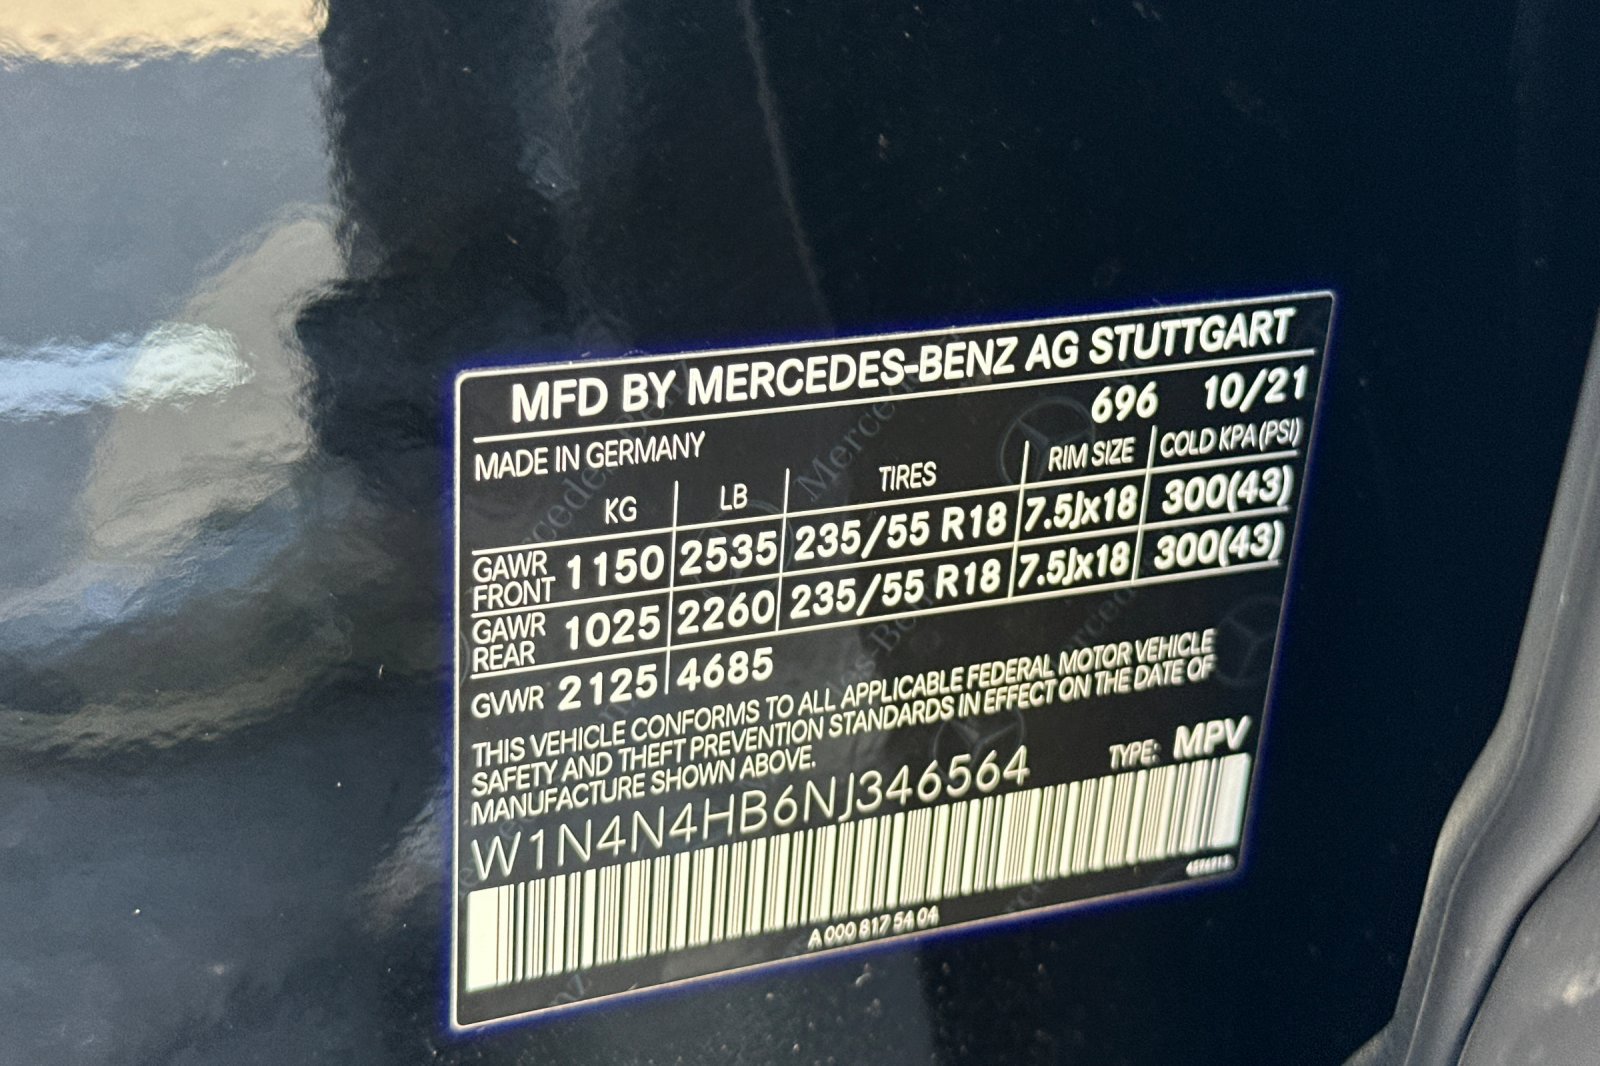 MFD BY MERCEDES-BENZ AG STUTTGART
696 10/21
MADE IN GERMANY
KG LB TIRES RIM SIZE COLD KPA(PSI)
GAWR FRONT 1150 2535 235/55 R18 7.5Jx18 300(43)
GAWR REAR 1025 2260 235/55 R18 7.5Jx18 300(43)
GVWR 2125 4685
THIS VEHICLE CONFORMS TO ALL APPLICABLE FEDERAL MOTOR VEHICLE
SAFETY AND THEFT PREVENTION STANDARDS IN EFFECT ON THE DATE OF
MANUFACTURE SHOWN ABOVE.
W1N4N4HB6NJ346564 TYPE: MPV
A 000 817 54 04